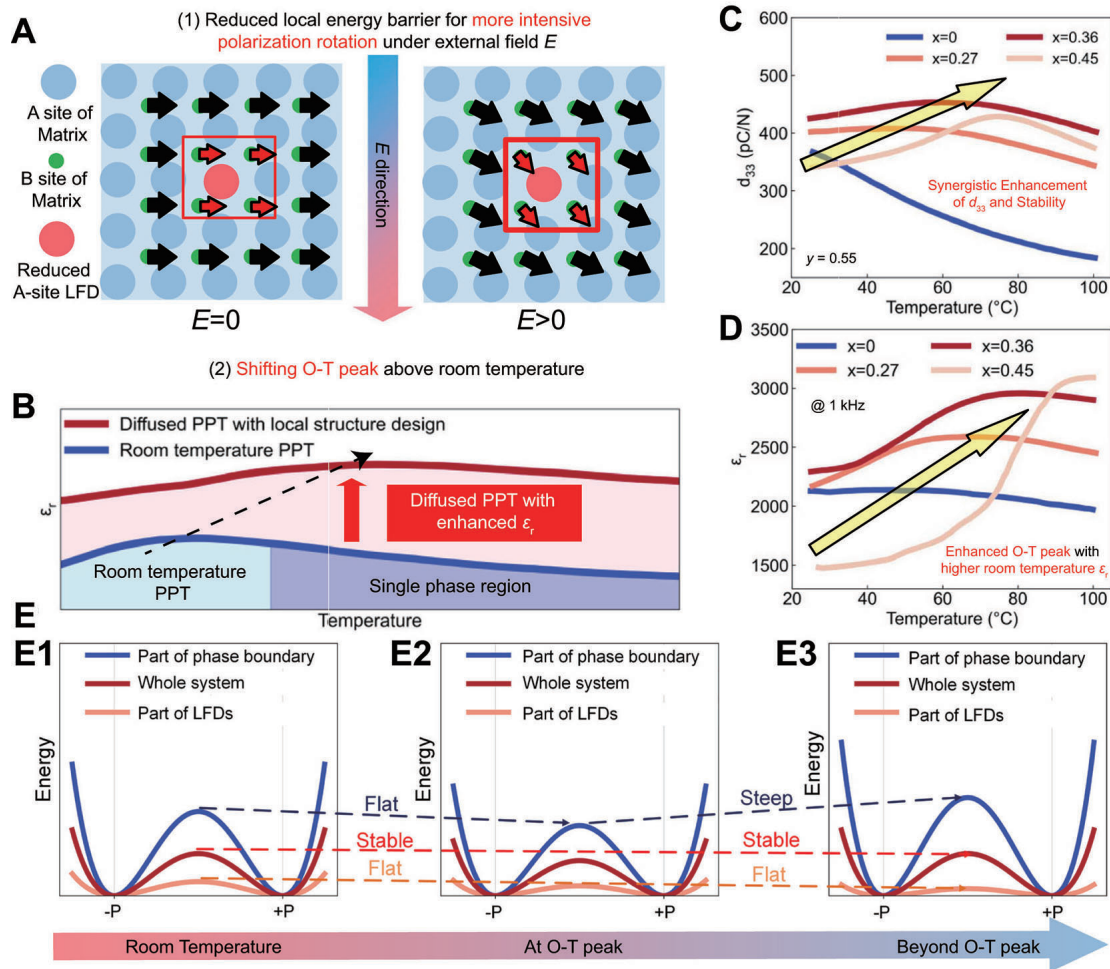 A
(1) Reduced local energy barrier for more intensive
polarization rotation under external field E
A site of
Matrix
B site of
Matrix
Reduced
A-site LFD
E direction
E=0
E>0
(2) Shifting O-T peak above room temperature
B
Diffused PPT with local structure design
Room temperature PPT
Diffused PPT with
enhanced εr
Room temperature
PPT
Single phase region
εr
Temperature
C
600
500
400
300
200
d33 (pC/N)
x=0
x=0.36
x=0.27
x=0.45
Synergistic Enhancement
of d33 and Stability
y = 0.55
20
40
60
80
100
Temperature (°C)
D
3500
3000
2500
2000
1500
εr
x=0
x=0.36
x=0.27
x=0.45
@ 1 kHz
Enhanced O-T peak with
higher room temperature εr
20
40
60
80
100
Temperature (°C)
E
E1
Part of phase boundary
Whole system
Part of LFDs
Energy
-P
+P
Flat
Stable
Flat
E2
Part of phase boundary
Whole system
Part of LFDs
Energy
-P
+P
Steep
Stable
Flat
E3
Part of phase boundary
Whole system
Part of LFDs
Energy
-P
+P
Room Temperature
At O-T peak
Beyond O-T peak